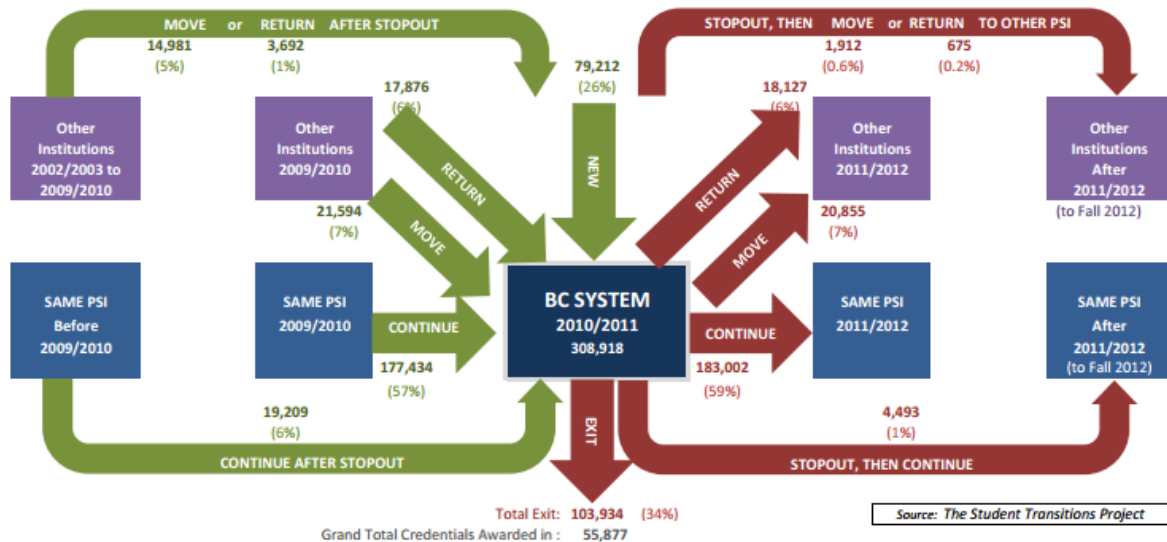 MOVE or RETURN AFTER STOPOUT
14,981 3,692
(5%) (1%)
STOPOUT, THEN MOVE or RETURN TO OTHER PSI
1,912 675
(0.6%) (0.2%)
79,212
(26%)
17,876
(6%)
18,127
(6%)
Other
Institutions
2002/2003 to
2009/2010
Other
Institutions
2009/2010
RETURN
NEW
RETURN
Other
Institutions
2011/2012
Other
Institutions
After
2011/2012
(to Fall 2012)
21,594
(7%)
MOVE
MOVE
20,855
(7%)
SAME PSI
Before
2009/2010
SAME PSI
2009/2010
CONTINUE
177,434
(57%)
BC SYSTEM
2010/2011
308,918
CONTINUE
183,002
(59%)
SAME PSI
2011/2012
SAME PSI
After
2011/2012
(to Fall 2012)
19,209
(6%)
CONTINUE AFTER STOPOUT
EXIT
4,493
(1%)
STOPOUT, THEN CONTINUE
Total Exit: 103,934 (34%)
Grand Total Credentials Awarded in : 55,877
Source: The Student Transitions Project